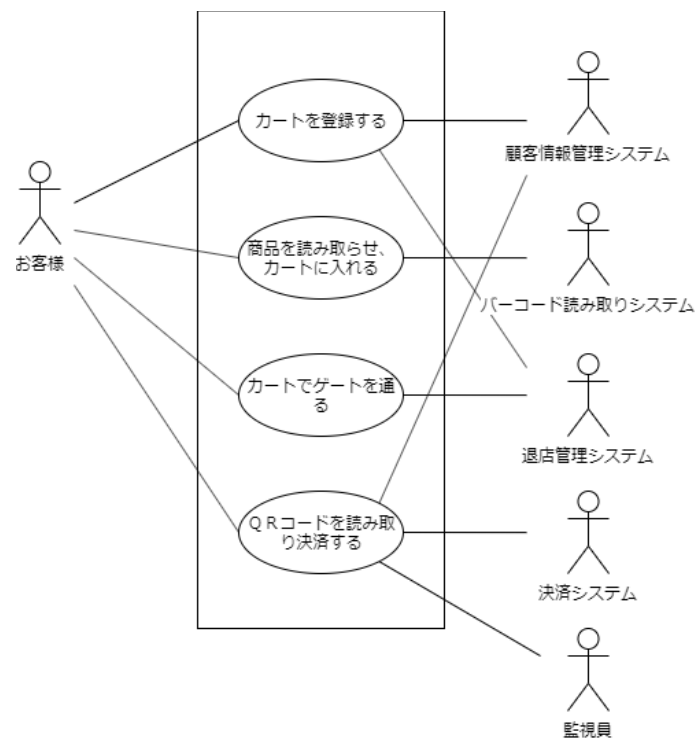 カートを登録する
顧客情報管理システム
お客様
商品を読み取らせ、
カートに入れる
バーコード読み取りシステム
カートでゲートを通
る
退店管理システム
ＱＲコードを読み取
り決済する
決済システム
監視員